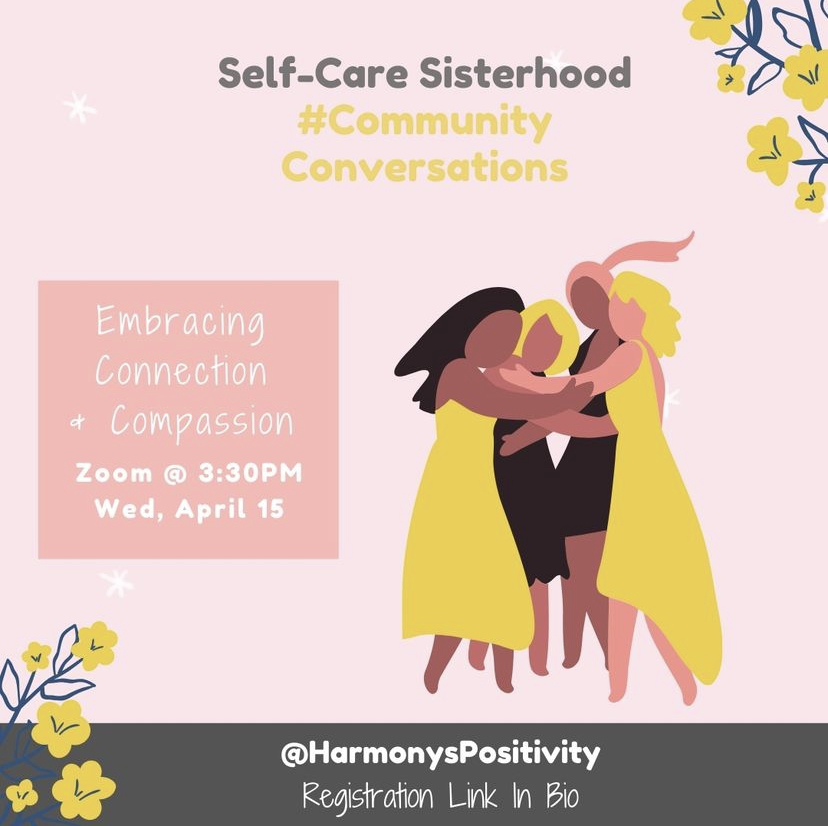 Self-Care Sisterhood
#Community
Conversations
Embracing
Connection
+ Compassion
Zoom @ 3:30PM
Wed, April 15
@HarmonysPositivity
Registration Link In Bio